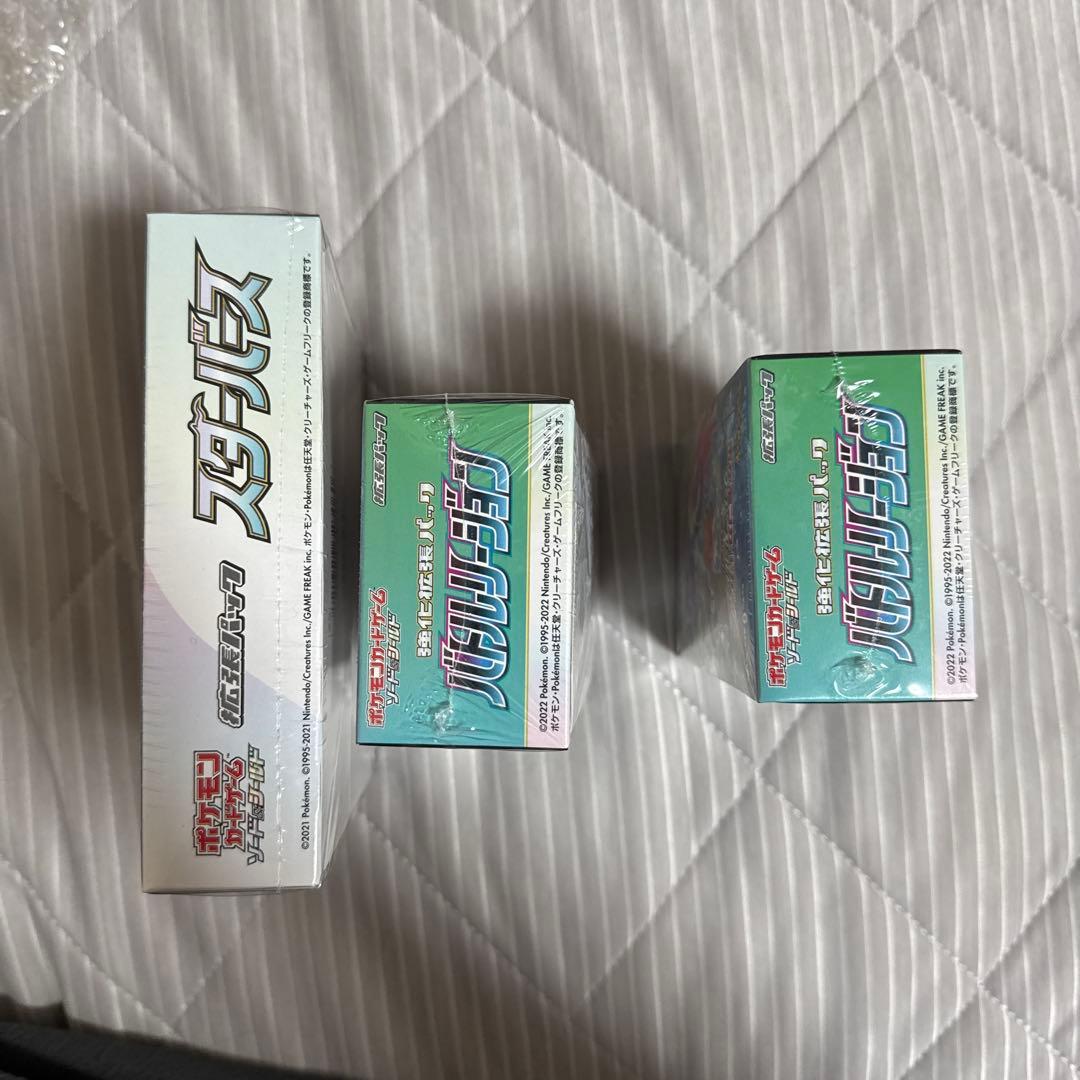 ポケモン
カードゲーム
ソード&シールド
拡張パック
スターバース
©2021 Pokémon. ©1995-2021 Nintendo/Creatures Inc./GAME FREAK inc. ポケモン・Pokémonは任天堂・クリーチャーズ・ゲームフリークの登録商標です。
ポケモンカードゲーム
ソード&シールド
拡張パック
強化拡張パック
バトルリージョン
©2022 Pokémon. ©1995-2022 Nintendo/Creatures Inc./GAME FREAK inc.
ポケモン・Pokémonは任天堂・クリーチャーズ・ゲームフリークの登録商標です。
ポケモンカードゲーム
ソード&シールド
拡張パック
強化拡張パック
バトルリージョン
©2022 Pokémon. ©1995-2022 Nintendo/Creatures Inc./GAME FREAK inc.
ポケモン・Pokémonは任天堂・クリーチャーズ・ゲームフリークの登録商標です。